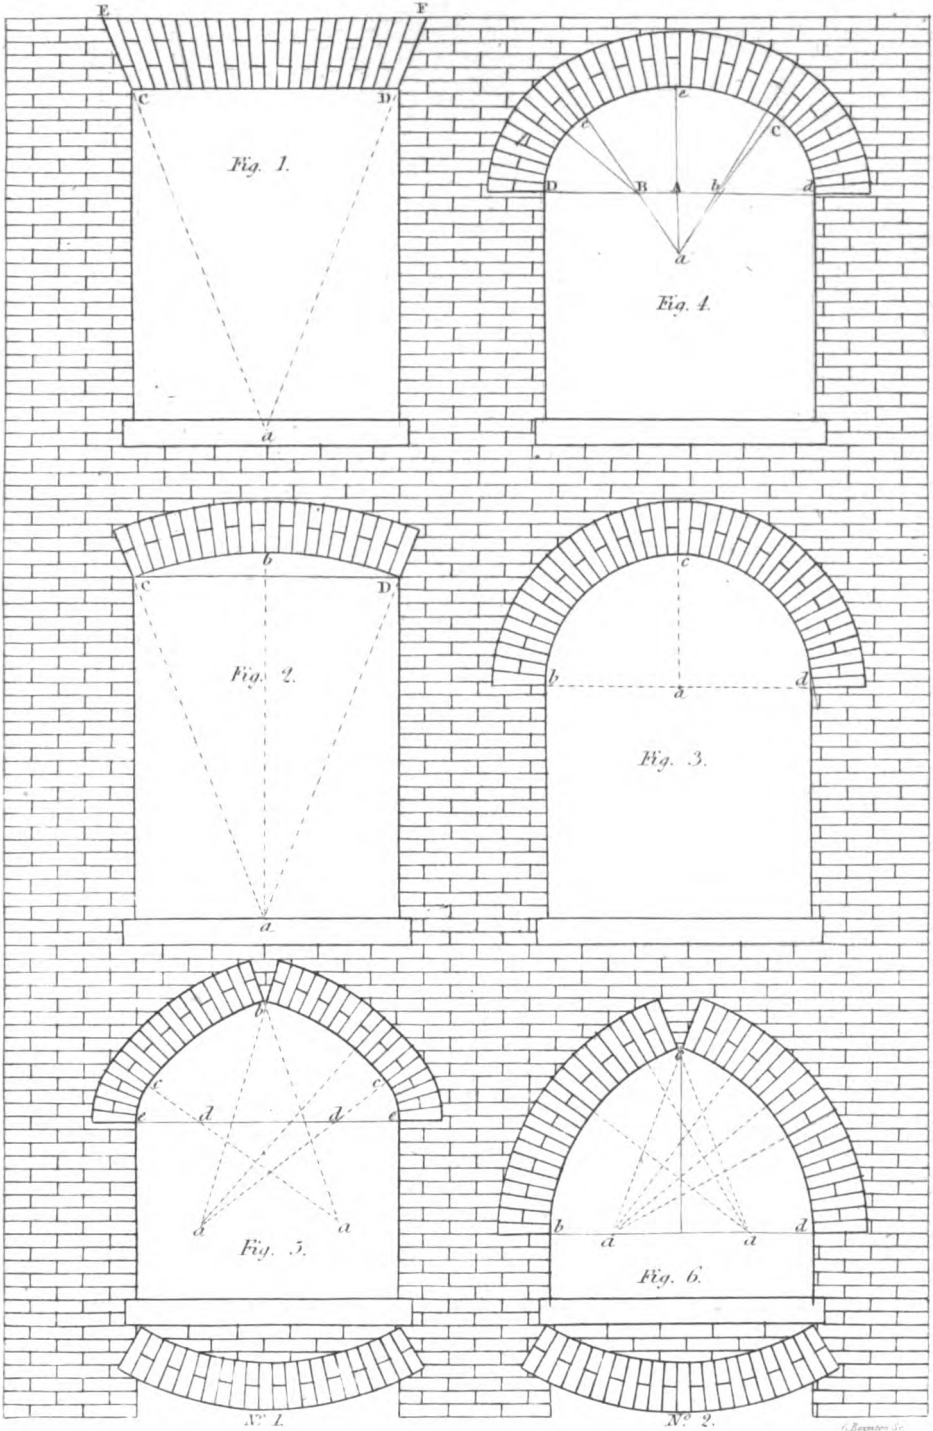 E F
C D
Fig. 1.
a
e
c C
D B A b d
a
Fig. 4.
b
C D
Fig. 2.
a
c
b a d
Fig. 3.
b
c c
e d d e
a a
Fig. 5.
c
b a a d
Fig. 6.
No. 1.
No. 2.